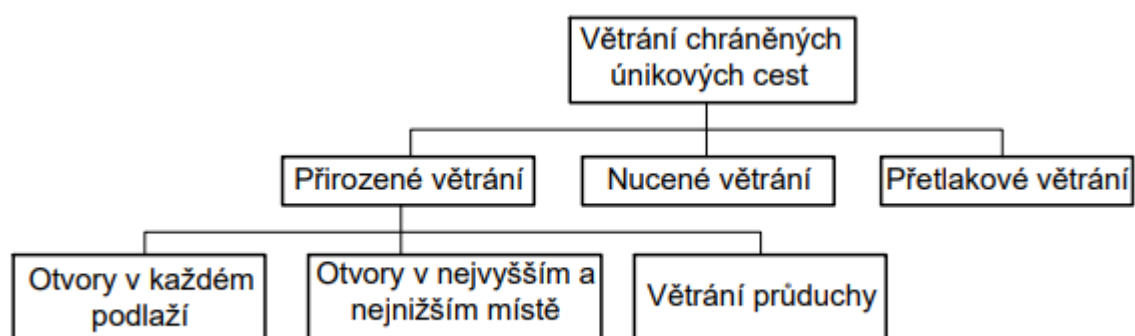 Větrání chráněných
únikových cest
Přirozené větrání
Nucené větrání
Přetlakové větrání
Otvory v každém
podlaží
Otvory v nejvyšším a
nejnižším místě
Větrání průduchy